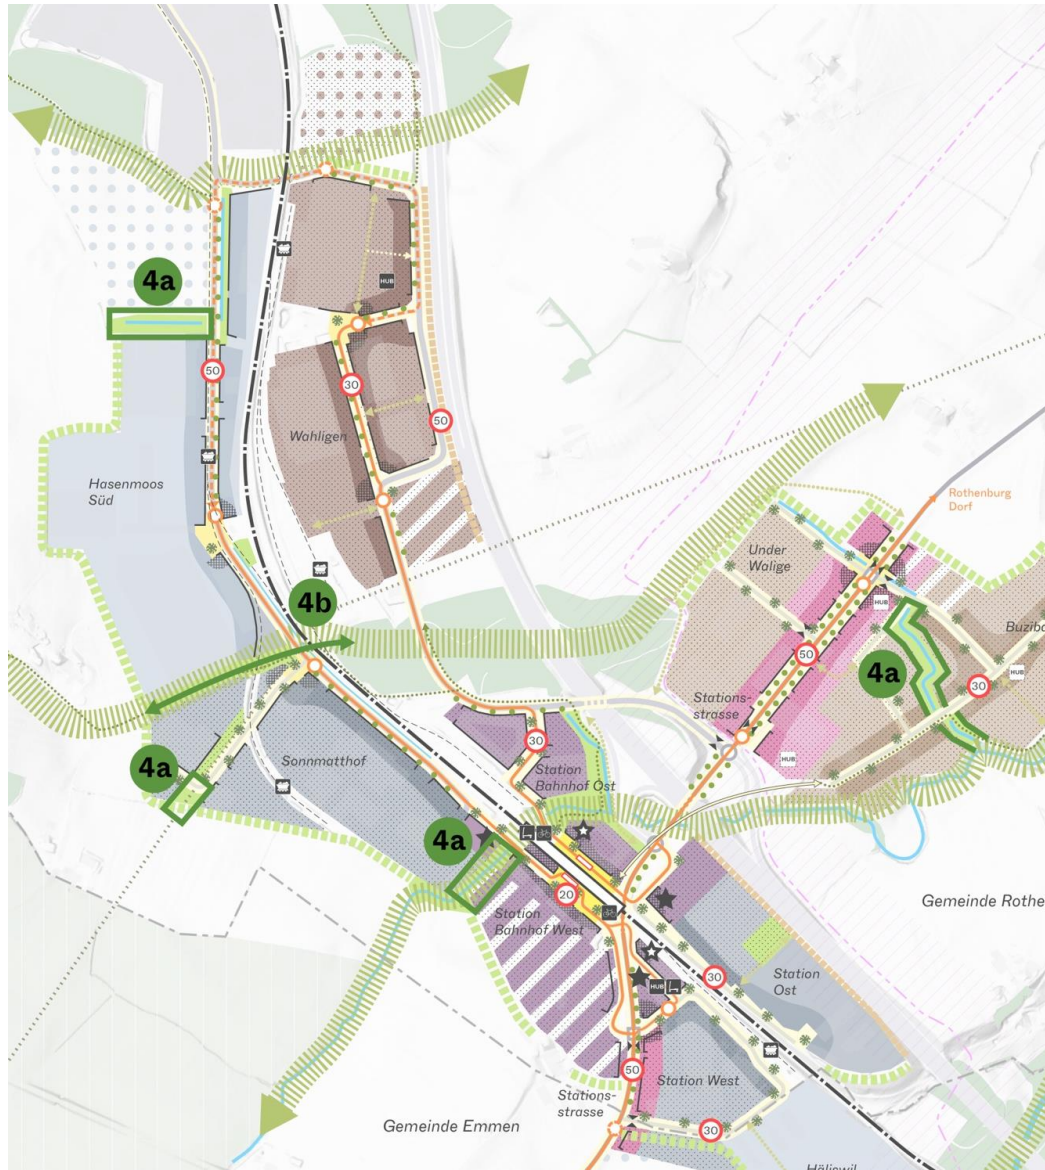 4a
HUB
50
30
50
Wahligen
Hasenmoos
Süd
Rothenburg
Dorf
Under
Walige
HUB
4b
Buziba
50
4a
HUB
30
Stations-
strasse
30
HUB
Sonnmatthof
4a
Station
Bahnhof Ost
4a
20
Station
Bahnhof West
Gemeinde Rothe
Station
Ost
30
HUB
50
Station West
Stations-
strasse
Gemeinde Emmen
30
Häliswil